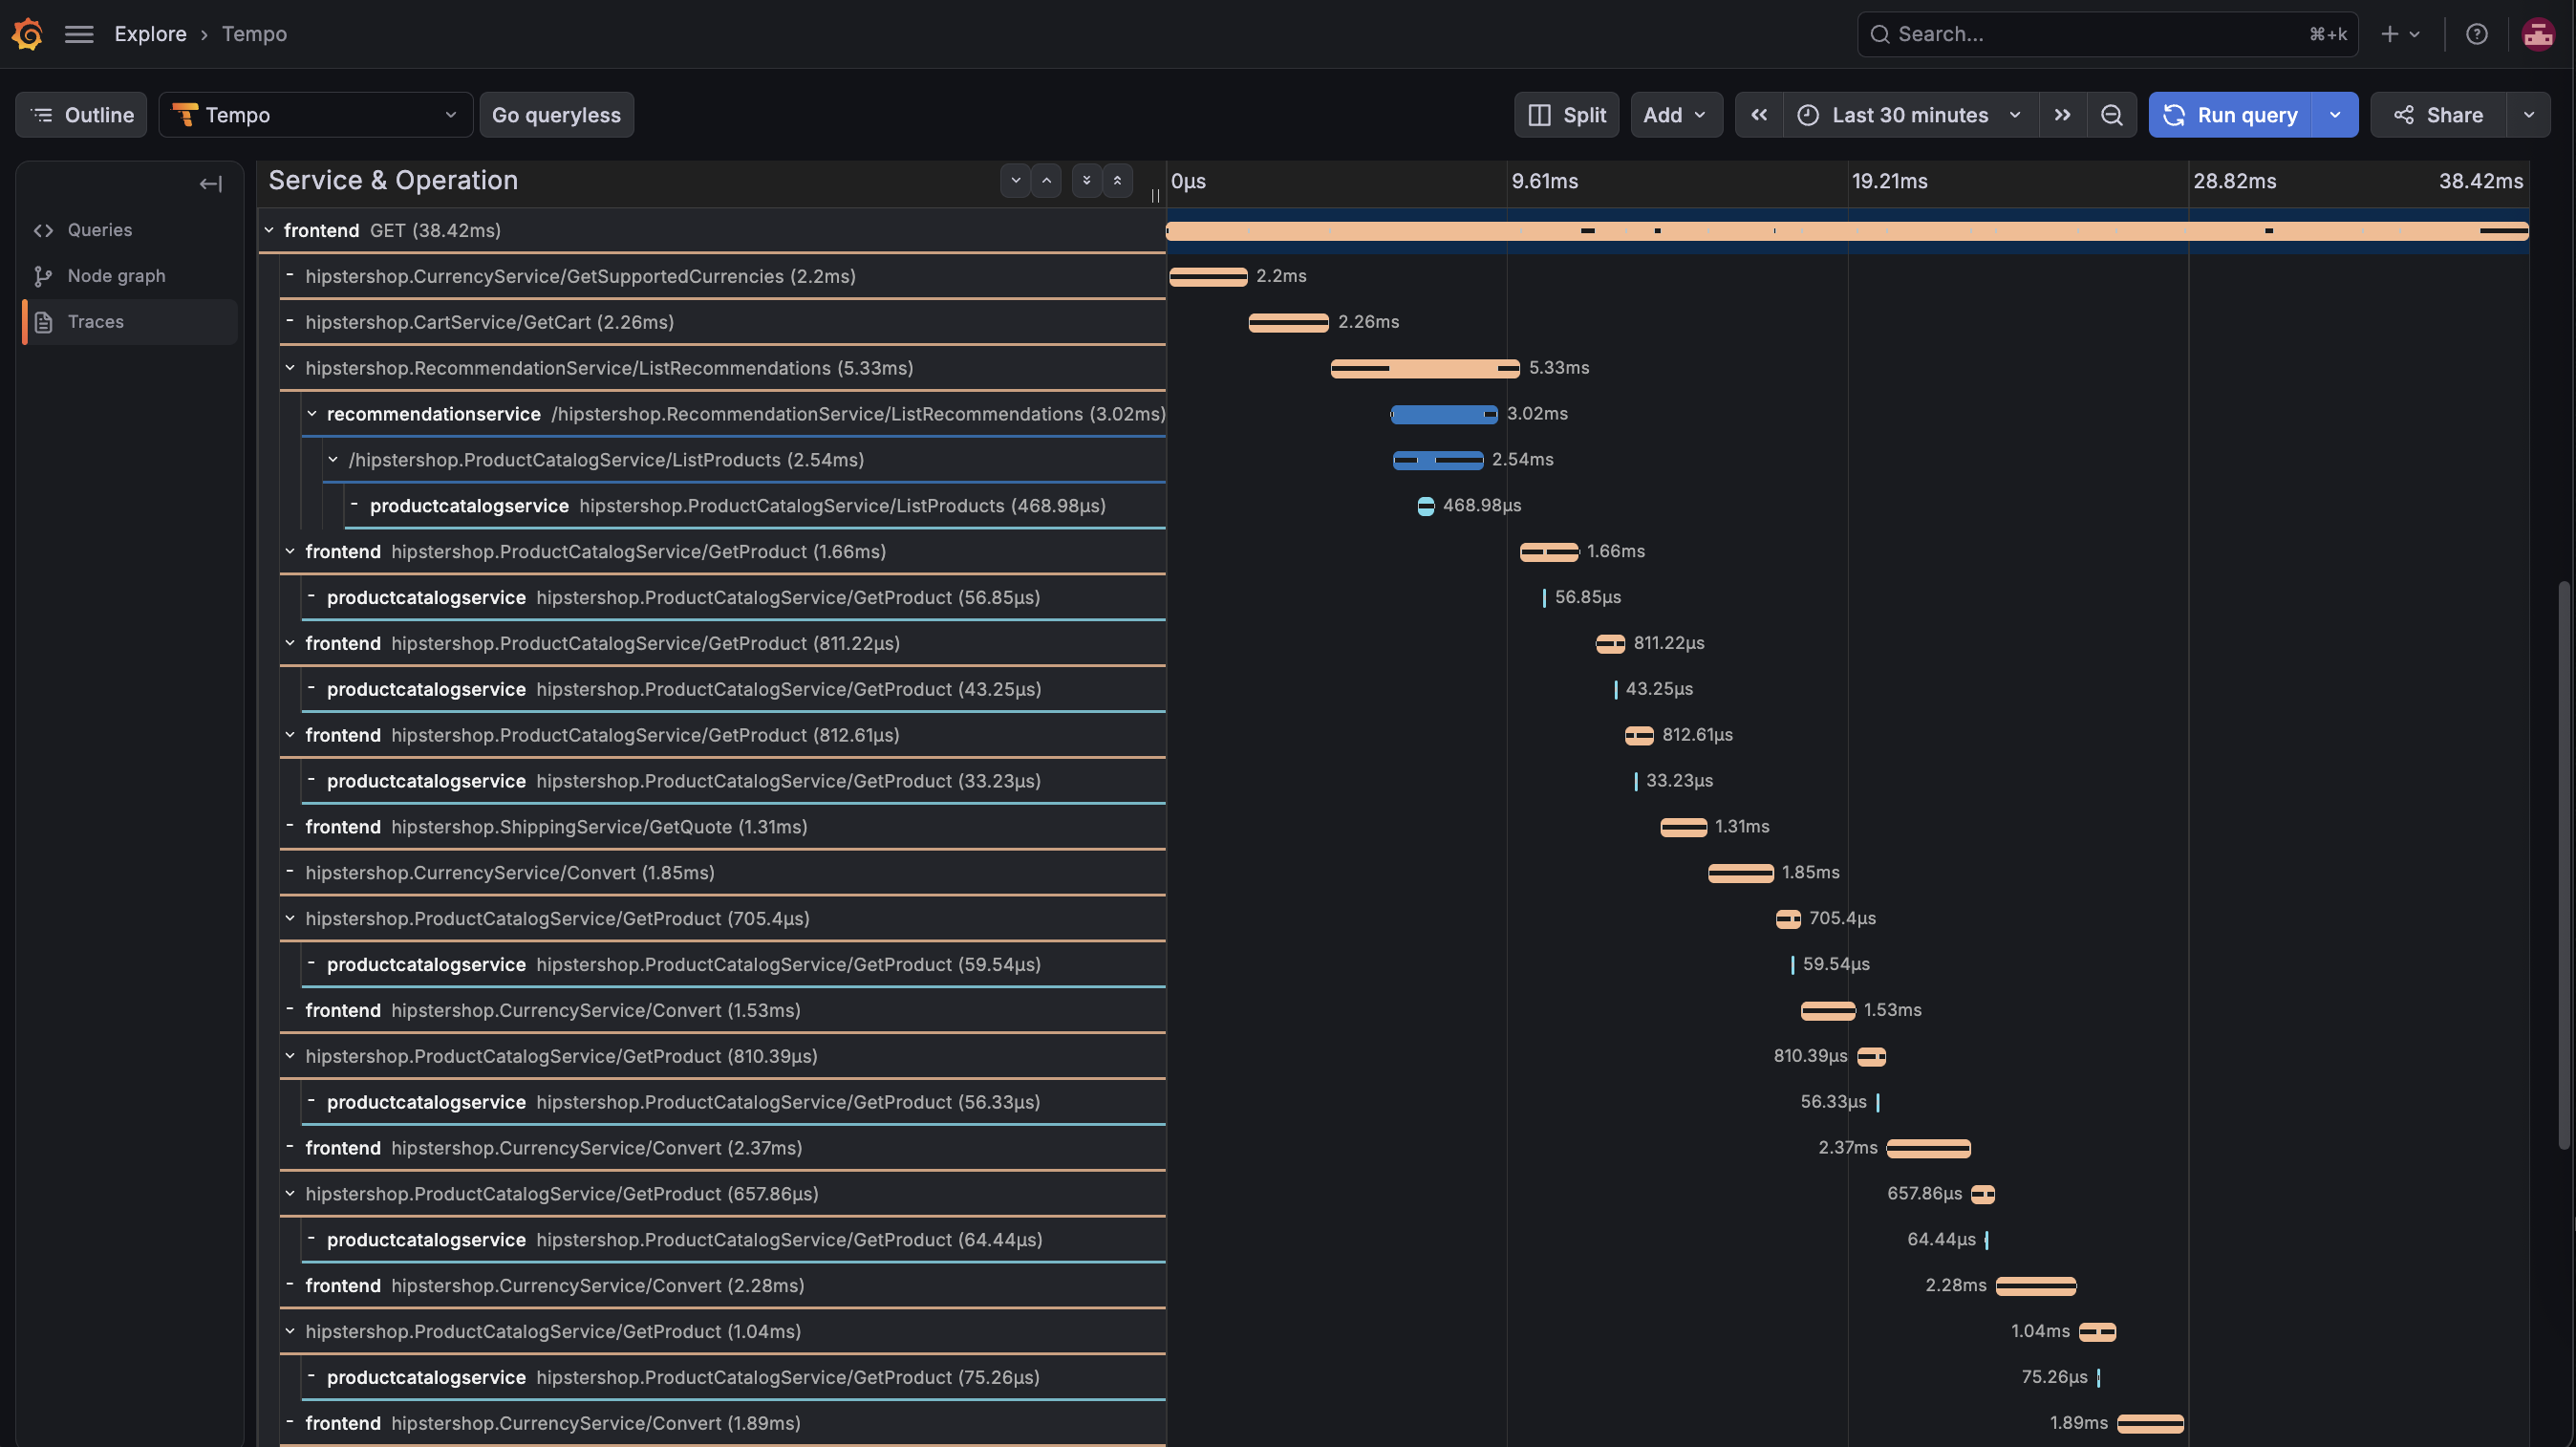 Explore › Tempo Search... ⌘+k
Outline Tempo Go queryless Split Add Last 30 minutes Run query Share
Queries
Node graph
Traces
Service & Operation 0μs 9.61ms 19.21ms 28.82ms 38.42ms
frontend GET (38.42ms)
hipstershop.CurrencyService/GetSupportedCurrencies (2.2ms) 2.2ms
hipstershop.CartService/GetCart (2.26ms) 2.26ms
hipstershop.RecommendationService/ListRecommendations (5.33ms) 5.33ms
recommendationservice /hipstershop.RecommendationService/ListRecommendations (3.02ms) 3.02ms
/hipstershop.ProductCatalogService/ListProducts (2.54ms) 2.54ms
productcatalogservice hipstershop.ProductCatalogService/ListProducts (468.98μs) 468.98μs
frontend hipstershop.ProductCatalogService/GetProduct (1.66ms) 1.66ms
productcatalogservice hipstershop.ProductCatalogService/GetProduct (56.85μs) 56.85μs
frontend hipstershop.ProductCatalogService/GetProduct (811.22μs) 811.22μs
productcatalogservice hipstershop.ProductCatalogService/GetProduct (43.25μs) 43.25μs
frontend hipstershop.ProductCatalogService/GetProduct (812.61μs) 812.61μs
productcatalogservice hipstershop.ProductCatalogService/GetProduct (33.23μs) 33.23μs
frontend hipstershop.ShippingService/GetQuote (1.31ms) 1.31ms
hipstershop.CurrencyService/Convert (1.85ms) 1.85ms
hipstershop.ProductCatalogService/GetProduct (705.4μs) 705.4μs
productcatalogservice hipstershop.ProductCatalogService/GetProduct (59.54μs) 59.54μs
frontend hipstershop.CurrencyService/Convert (1.53ms) 1.53ms
hipstershop.ProductCatalogService/GetProduct (810.39μs) 810.39μs
productcatalogservice hipstershop.ProductCatalogService/GetProduct (56.33μs) 56.33μs
frontend hipstershop.CurrencyService/Convert (2.37ms) 2.37ms
hipstershop.ProductCatalogService/GetProduct (657.86μs) 657.86μs
productcatalogservice hipstershop.ProductCatalogService/GetProduct (64.44μs) 64.44μs
frontend hipstershop.CurrencyService/Convert (2.28ms) 2.28ms
hipstershop.ProductCatalogService/GetProduct (1.04ms) 1.04ms
productcatalogservice hipstershop.ProductCatalogService/GetProduct (75.26μs) 75.26μs
frontend hipstershop.CurrencyService/Convert (1.89ms) 1.89ms